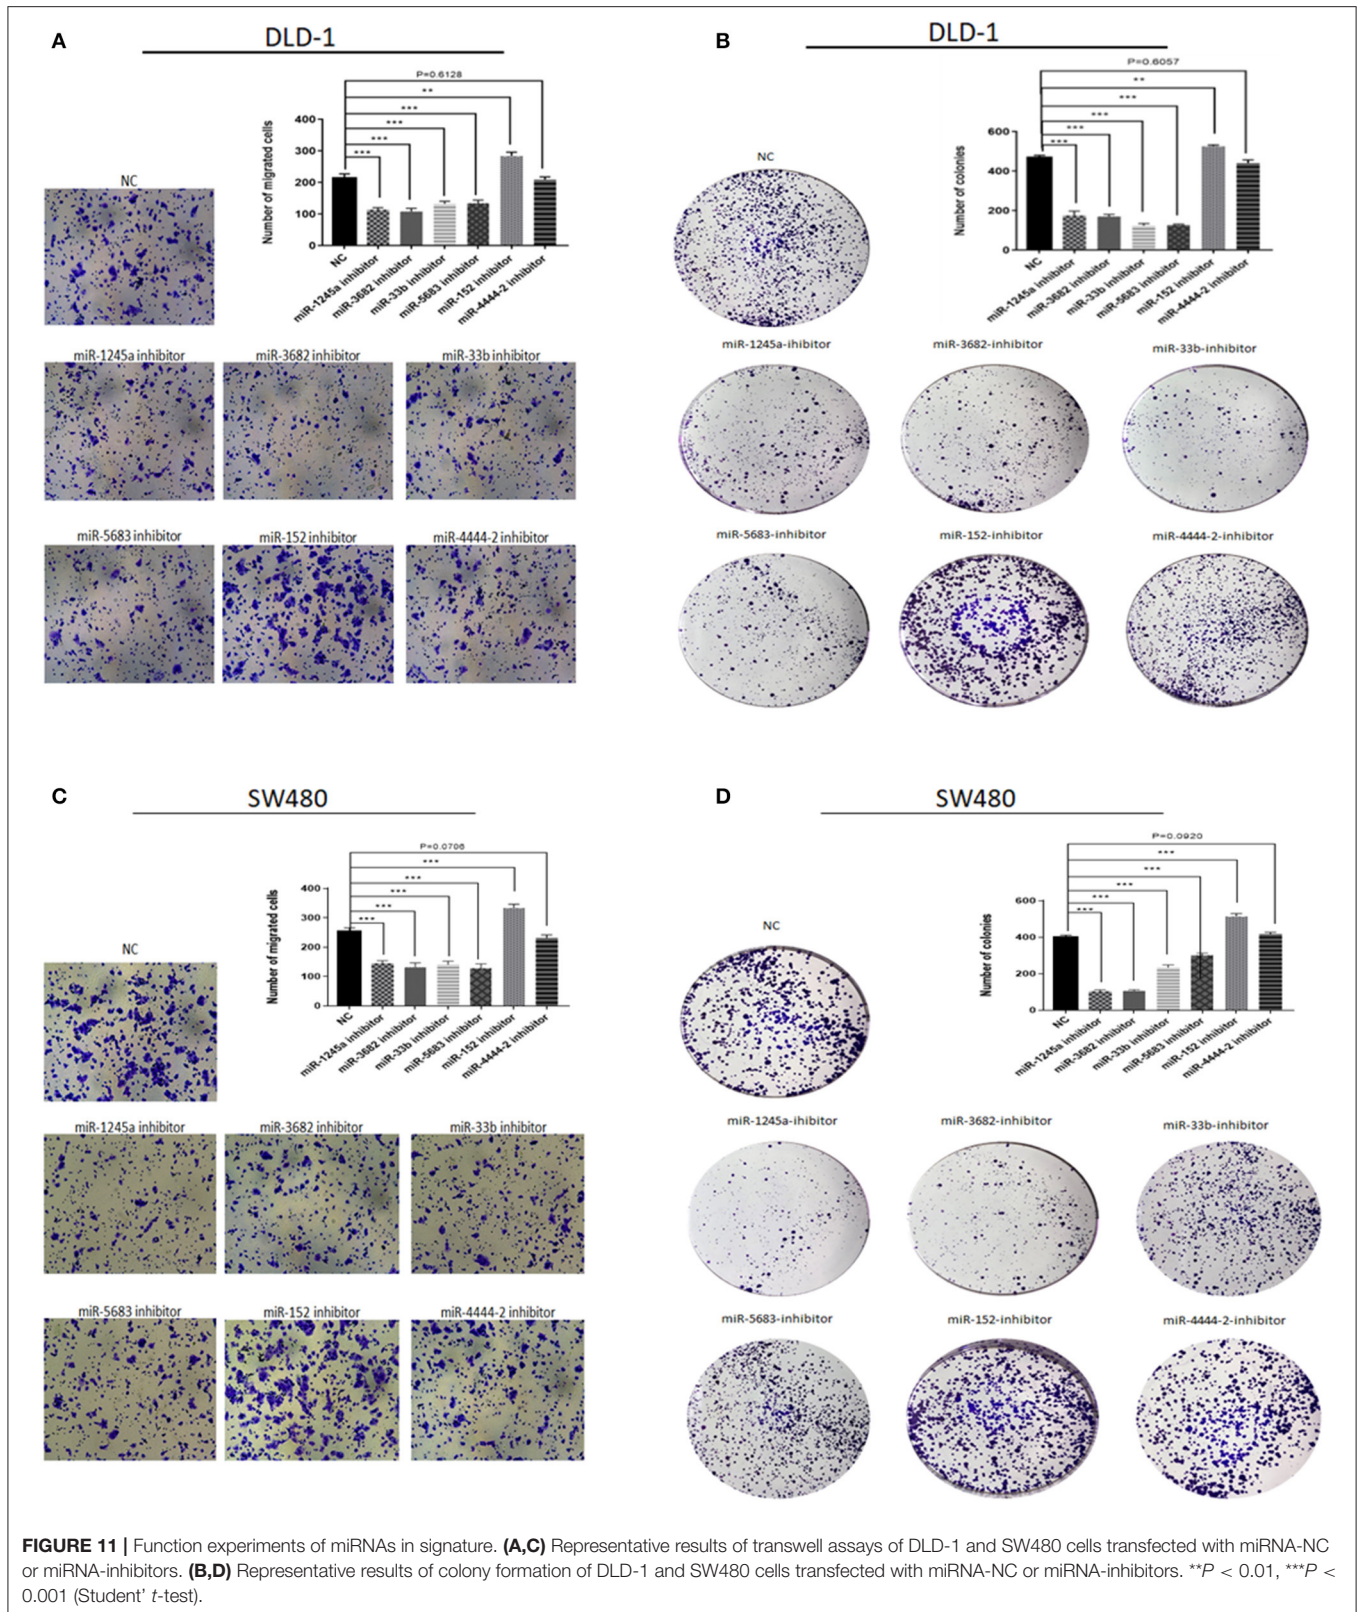 A
DLD-1
P=0.6128
**
***
***
***
***
Number of migrated cells
400
300
200
100
0
NC
miR-1245a inhibitor
miR-3682 inhibitor
miR-33b inhibitor
miR-5683 inhibitor
miR-152 inhibitor
miR-4444-2 inhibitor
NC
miR-1245a inhibitor
miR-3682 inhibitor
miR-33b inhibitor
miR-5683 inhibitor
miR-152 inhibitor
miR-4444-2 inhibitor
B
DLD-1
P=0.6057
**
***
***
***
***
Number of colonies
600
400
200
0
NC
miR-1245a inhibitor
miR-3682 inhibitor
miR-33b inhibitor
miR-5683 inhibitor
miR-152 inhibitor
miR-4444-2 inhibitor
NC
miR-1245a-ihibitor
miR-3682-inhibitor
miR-33b-inhibitor
miR-5683-inhibitor
miR-152-inhibitor
miR-4444-2-inhibitor
C
SW480
P=0.0706
***
***
***
***
***
Number of migrated cells
400
300
200
100
0
NC
miR-1245a inhibitor
miR-3682 inhibitor
miR-33b inhibitor
miR-5683 inhibitor
miR-152 inhibitor
miR-4444-2 inhibitor
NC
miR-1245a inhibitor
miR-3682 inhibitor
miR-33b inhibitor
miR-5683 inhibitor
miR-152 inhibitor
miR-4444-2 inhibitor
D
SW480
P=0.0920
***
***
***
***
***
Number of colonies
600
400
200
0
NC
miR-1245a inhibitor
miR-3682 inhibitor
miR-33b inhibitor
miR-5683 inhibitor
miR-152 inhibitor
miR-4444-2 inhibitor
NC
miR-1245a-ihibitor
miR-3682-inhibitor
miR-33b-inhibitor
miR-5683-inhibitor
miR-152-inhibitor
miR-4444-2-inhibitor
FIGURE 11 | Function experiments of miRNAs in signature. (A,C) Representative results of transwell assays of DLD-1 and SW480 cells transfected with miRNA-NC
or miRNA-inhibitors. (B,D) Representative results of colony formation of DLD-1 and SW480 cells transfected with miRNA-NC or miRNA-inhibitors. **P < 0.01, ***P <
0.001 (Student' t-test).